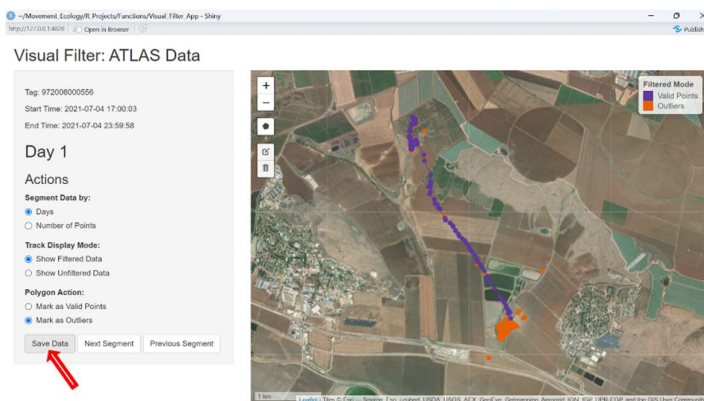 ~/Movement_Ecology/R_Projects/Functions/Visual_Filter_App - Shiny
http://127.0.0.1:4828 Open in Browser Publish
Visual Filter: ATLAS Data
Tag: 972006000556
Start Time: 2021-07-04 17:00:03
End Time: 2021-07-04 23:59:58
Day 1
Actions
Segment Data by:
Days
Number of Points
Track Display Mode:
Show Filtered Data
Show Unfiltered Data
Polygon Action:
Mark as Valid Points
Mark as Outliers
Save Data Next Segment Previous Segment
+
−
Filtered Mode
Valid Points
Outliers
1 km
Leaflet | Tiles © Esri — Source: Esri, i-cubed, USDA, USGS, AEX, GeoEye, Getmapping, Aerogrid, IGN, IGP, UPR-EGP, and the GIS User Community